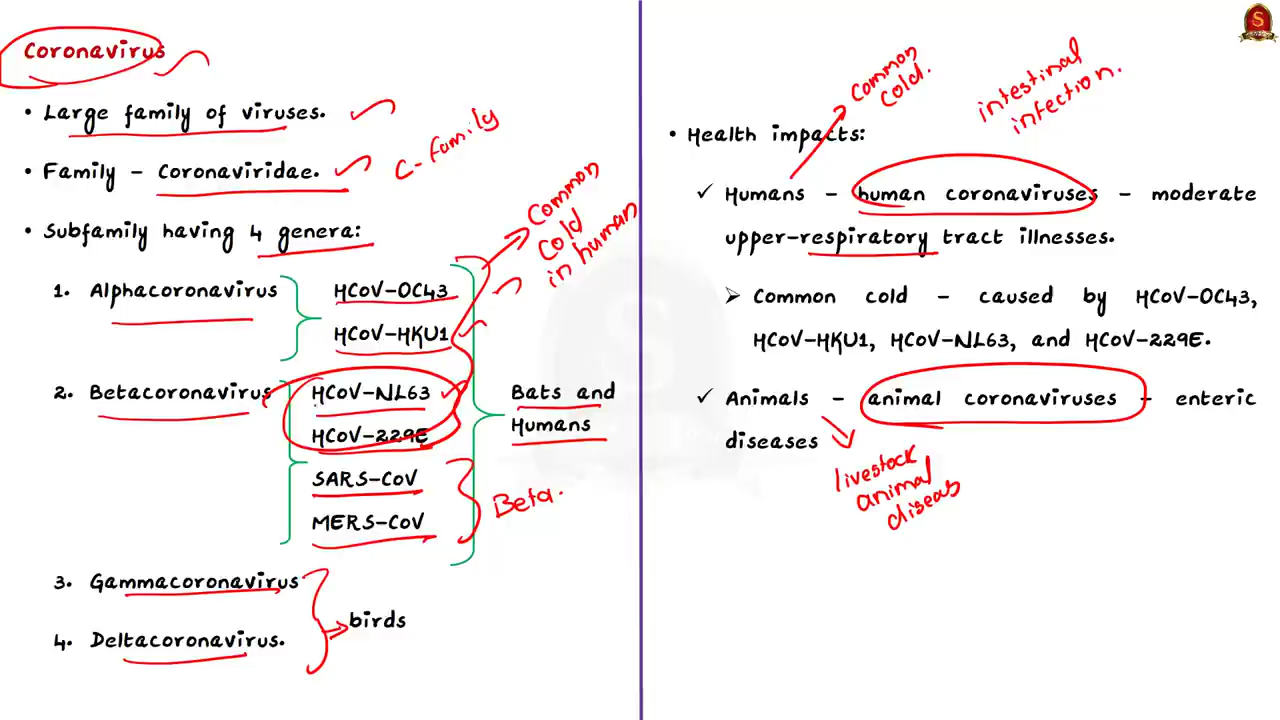 Coronavirus
• Large family of viruses.
• Family - Coronaviridae.
C-Family
• Subfamily having 4 genera:
1. Alphacoronavirus
HCoV-OC43
HCoV-HKU1
2. Betacoronavirus
HCoV-NL63
HCoV-229E
SARS-CoV
MERS-CoV
Beta.
Bats and
Humans
Common
Cold
in human
3. Gammacoronavirus
4. Deltacoronavirus.
birds
• Health impacts:
Common
Cold.
intestinal
infection.
✓ Humans - human coronaviruses - moderate
upper-respiratory tract illnesses.
➢ Common cold - caused by HCoV-OC43,
HCoV-HKU1, HCoV-NL63, and HCoV-229E.
✓ Animals - animal coronaviruses - enteric
diseases
livestock
animal
diseas
S